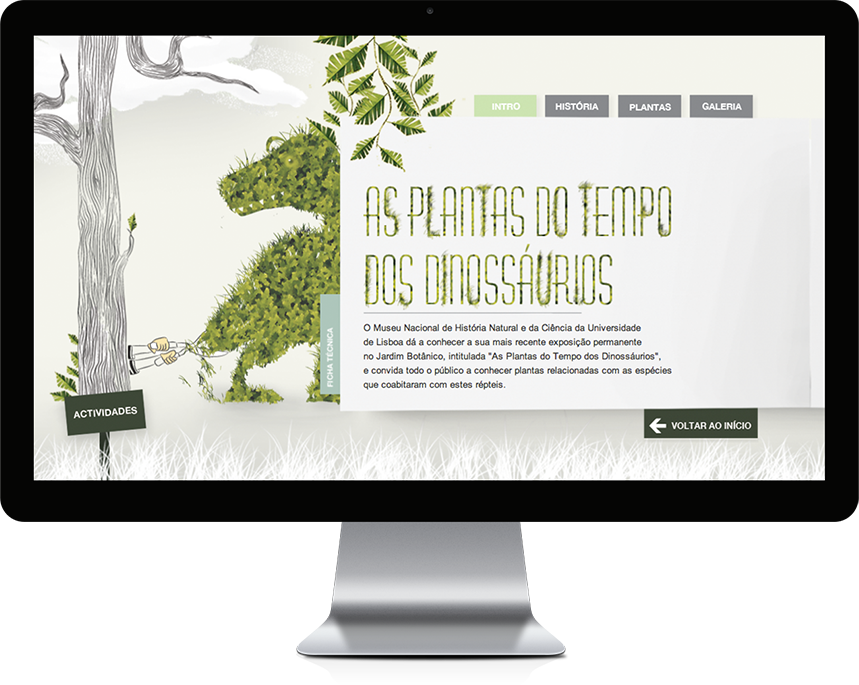 INTRO
HISTÓRIA
PLANTAS
GALERIA
AS PLANTAS DO TEMPO
DOS DINOSSÁURIOS
O Museu Nacional de História Natural e da Ciência da Universidade
de Lisboa dá a conhecer a sua mais recente exposição permanente
no Jardim Botânico, intitulada "As Plantas do Tempo dos Dinossáurios",
e convida todo o público a conhecer plantas relacionadas com as espécies
que coabitaram com estes répteis.
FICHA TÉCNICA
ACTIVIDADES
VOLTAR AO INÍCIO